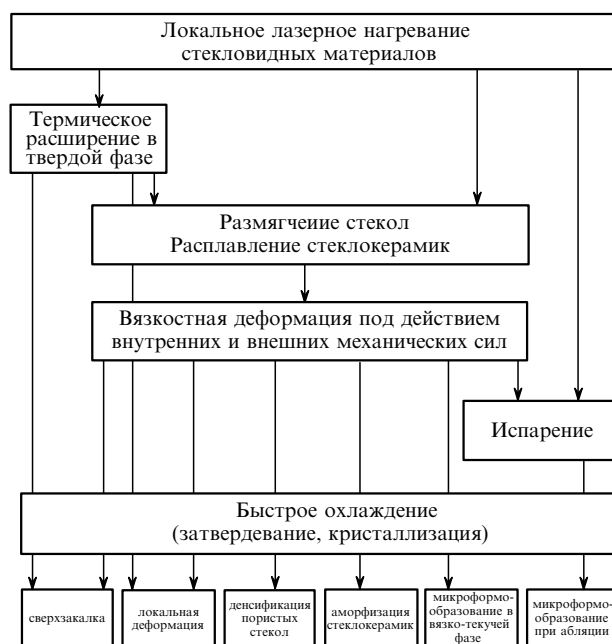 Локальное лазерное нагревание
стекловидных материалов
Термическое
расширение в
твердой фазе
Размягчеиие стекол
Расплавление стеклокерамик
Вязкостная деформация под действием
внутренних и внешних механических сил
Испарение
Быстрое охлаждение
(затвердевание, кристаллизация)
сверхзакалка
локальная
деформация
денсификация
пористых
стекол
аморфизация
стеклокерамик
микроформо-
образование в
вязко-текучей
фазе
микроформо-
образование
при абляции